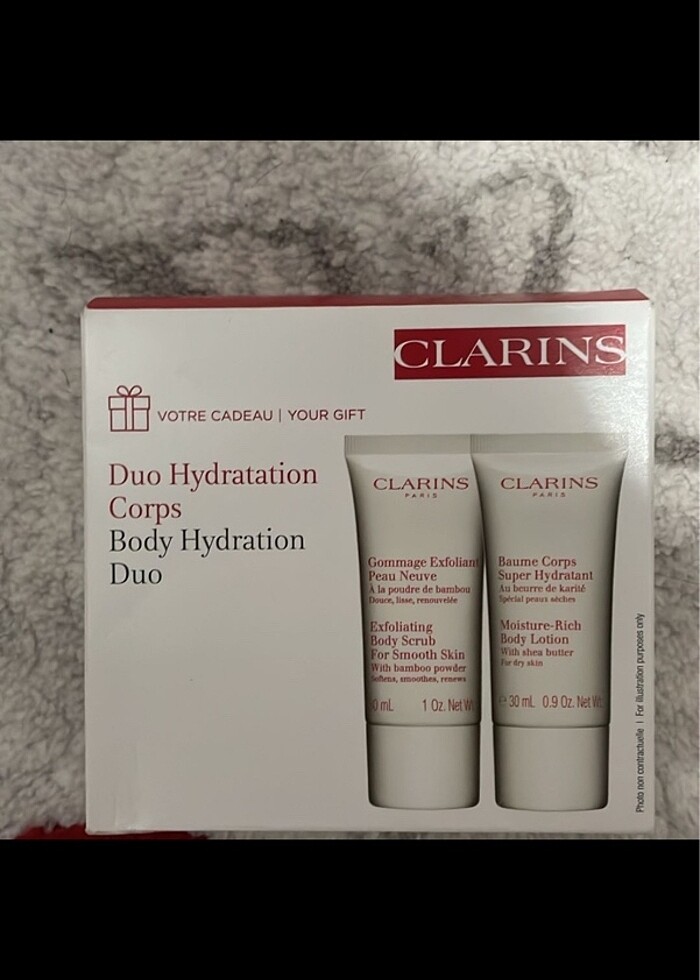 CLARINS
VOTRE CADEAU | YOUR GIFT
Duo Hydratation
Corps
Body Hydration
Duo
CLARINS
PARIS
Gommage Exfoliant
Peau Neuve
À la poudre de bambou
Douce, lisse, renouvelée
Exfoliating
Body Scrub
For Smooth Skin
With bamboo powder
Softens, smoothes, renews
0 mL 1 Oz. Net W
CLARINS
PARIS
Baume Corps
Super Hydratant
Au beurre de karité
Spécial peaux sèches
Moisture-Rich
Body Lotion
With shea butter
For dry skin
e 30 mL 0.9 Oz. Net W
Photo non contractuelle | For illustration purposes only